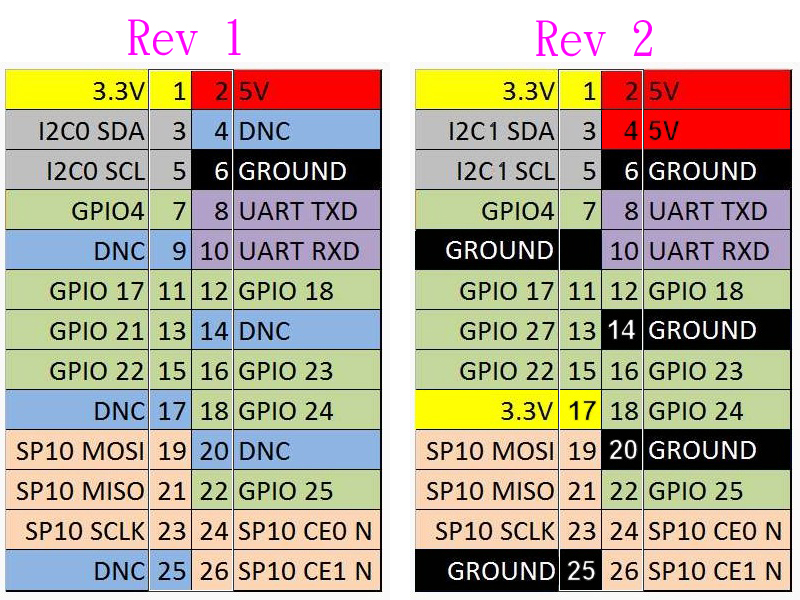 Rev 1
3.3V 1 2 5V
I2C0 SDA 3 4 DNC
I2C0 SCL 5 6 GROUND
GPIO4 7 8 UART TXD
DNC 9 10 UART RXD
GPIO 17 11 12 GPIO 18
GPIO 21 13 14 DNC
GPIO 22 15 16 GPIO 23
DNC 17 18 GPIO 24
SP10 MOSI 19 20 DNC
SP10 MISO 21 22 GPIO 25
SP10 SCLK 23 24 SP10 CE0 N
DNC 25 26 SP10 CE1 N
Rev 2
3.3V 1 2 5V
I2C1 SDA 3 4 5V
I2C1 SCL 5 6 GROUND
GPIO4 7 8 UART TXD
GROUND 10 UART RXD
GPIO 17 11 12 GPIO 18
GPIO 27 13 14 GROUND
GPIO 22 15 16 GPIO 23
3.3V 17 18 GPIO 24
SP10 MOSI 19 20 GROUND
SP10 MISO 21 22 GPIO 25
SP10 SCLK 23 24 SP10 CE0 N
GROUND 25 26 SP10 CE1 N